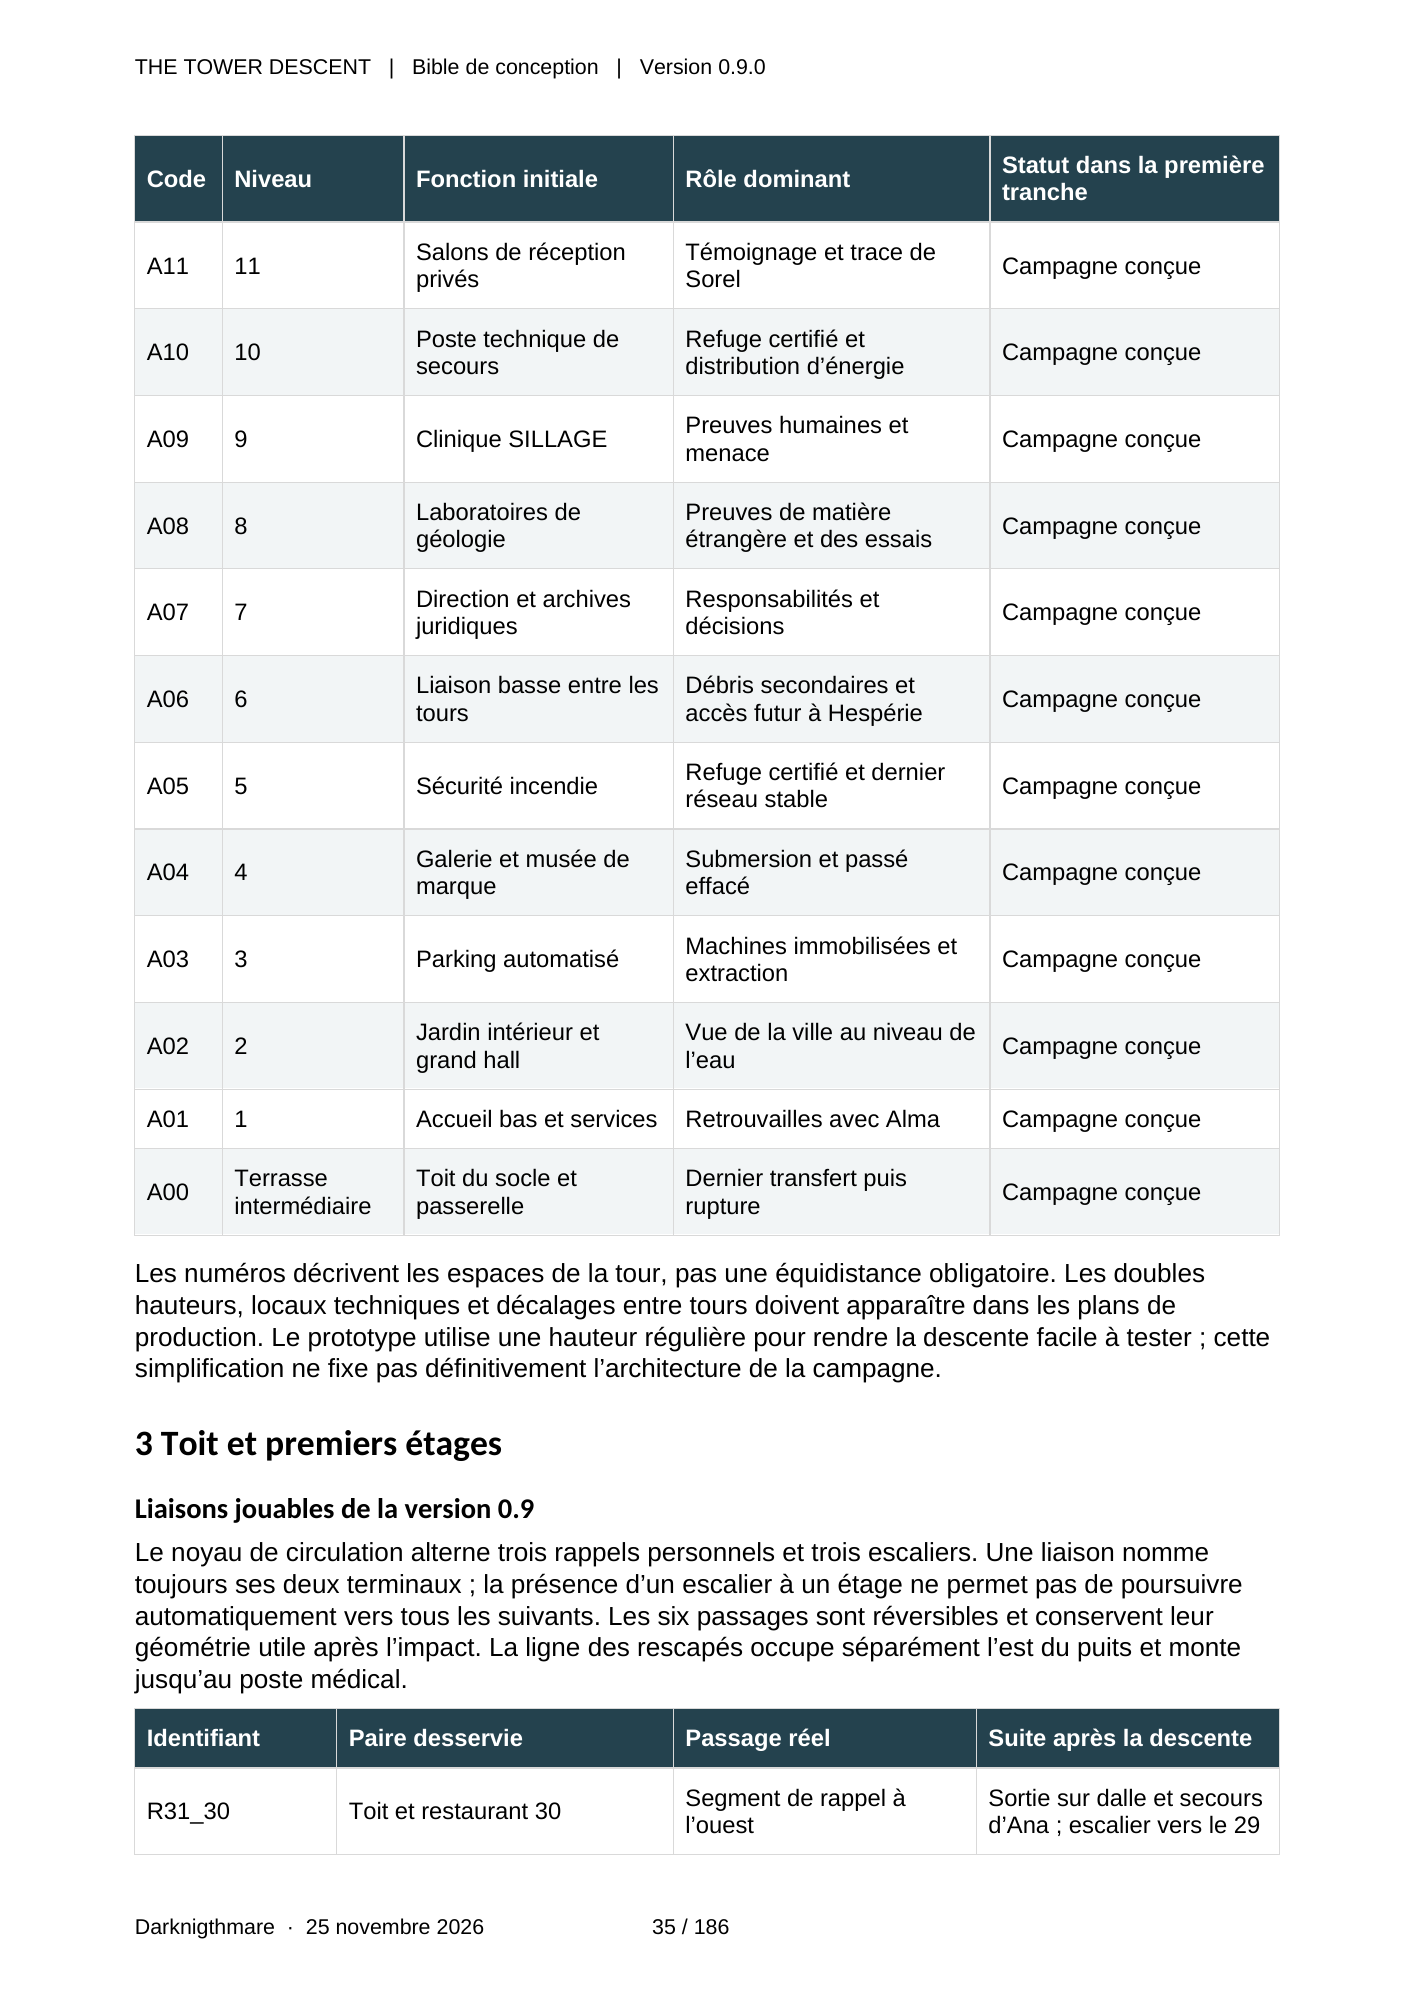 THE TOWER DESCENT | Bible de conception | Version 0.9.0
Code Niveau Fonction initiale Rôle dominant Statut dans la première
tranche
A11 11 Salons de réception
privés Témoignage et trace de
Sorel Campagne conçue
A10 10 Poste technique de
secours Refuge certifié et
distribution d’énergie Campagne conçue
A09 9 Clinique SILLAGE Preuves humaines et
menace Campagne conçue
A08 8 Laboratoires de
géologie Preuves de matière
étrangère et des essais Campagne conçue
A07 7 Direction et archives
juridiques Responsabilités et
décisions Campagne conçue
A06 6 Liaison basse entre les
tours Débris secondaires et
accès futur à Hespérie Campagne conçue
A05 5 Sécurité incendie Refuge certifié et dernier
réseau stable Campagne conçue
A04 4 Galerie et musée de
marque Submersion et passé
effacé Campagne conçue
A03 3 Parking automatisé Machines immobilisées et
extraction Campagne conçue
A02 2 Jardin intérieur et
grand hall Vue de la ville au niveau de
l’eau Campagne conçue
A01 1 Accueil bas et services Retrouvailles avec Alma Campagne conçue
A00 Terrasse
intermédiaire Toit du socle et
passerelle Dernier transfert puis
rupture Campagne conçue
Les numéros décrivent les espaces de la tour, pas une équidistance obligatoire. Les doubles
hauteurs, locaux techniques et décalages entre tours doivent apparaître dans les plans de
production. Le prototype utilise une hauteur régulière pour rendre la descente facile à tester ; cette
simplification ne fixe pas définitivement l’architecture de la campagne.
3 Toit et premiers étages
Liaisons jouables de la version 0.9
Le noyau de circulation alterne trois rappels personnels et trois escaliers. Une liaison nomme
toujours ses deux terminaux ; la présence d’un escalier à un étage ne permet pas de poursuivre
automatiquement vers tous les suivants. Les six passages sont réversibles et conservent leur
géométrie utile après l’impact. La ligne des rescapés occupe séparément l’est du puits et monte
jusqu’au poste médical.
Identifiant Paire desservie Passage réel Suite après la descente
R31_30 Toit et restaurant 30 Segment de rappel à
l’ouest Sortie sur dalle et secours
d’Ana ; escalier vers le 29
Darknigthmare · 25 novembre 2026 35 / 186